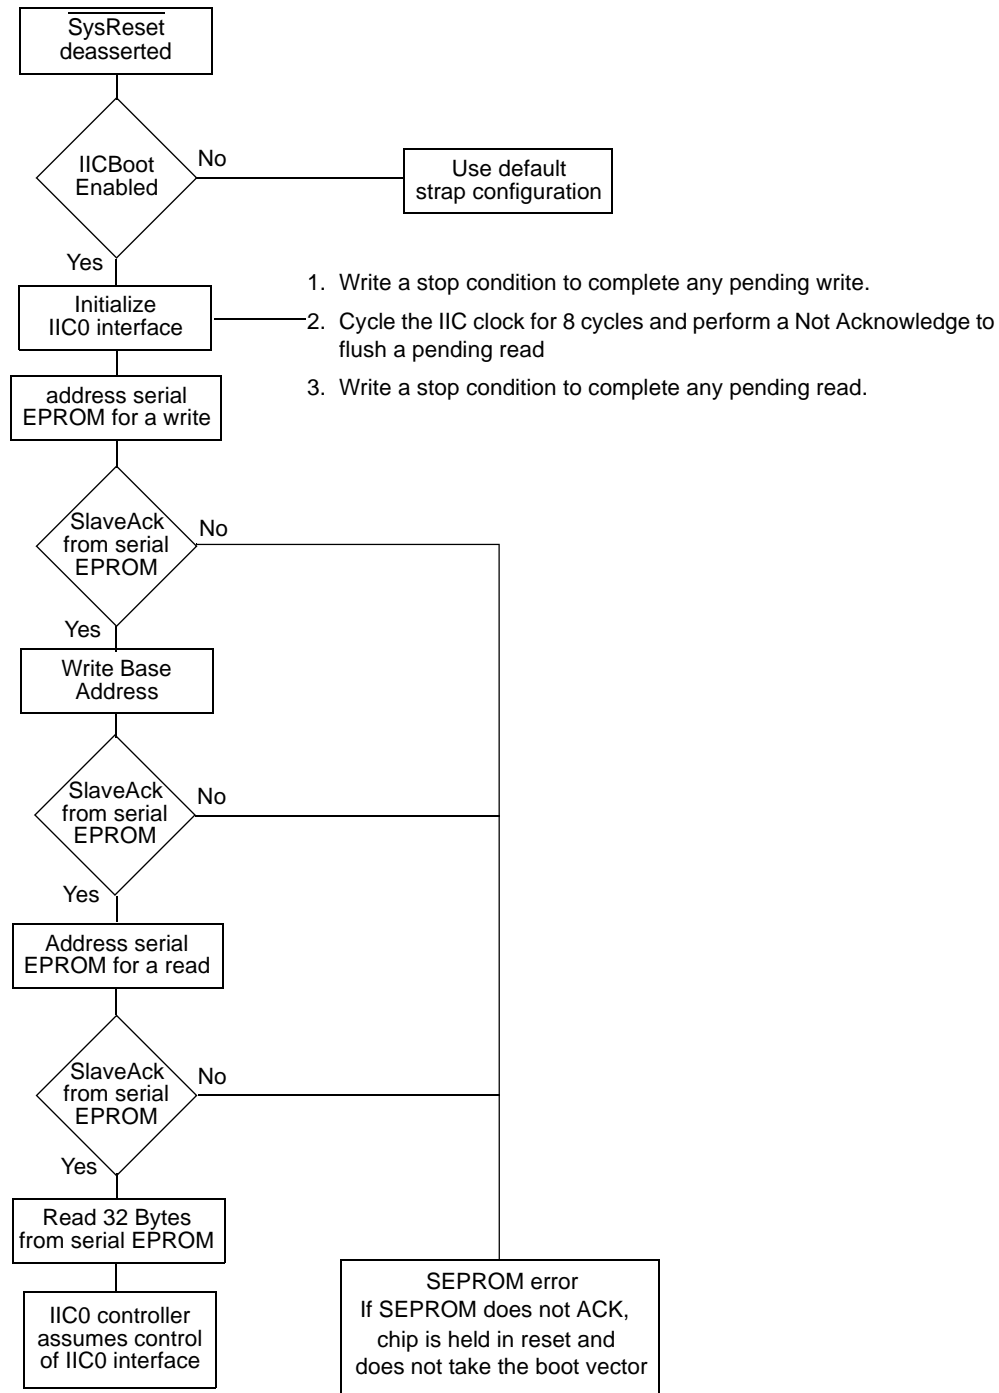 SysReset
deasserted
IICBoot
Enabled
No
Use default
strap configuration
Yes
Initialize
IIC0 interface
1. Write a stop condition to complete any pending write.
2. Cycle the IIC clock for 8 cycles and perform a Not Acknowledge to
flush a pending read
3. Write a stop condition to complete any pending read.
address serial
EPROM for a write
SlaveAck
from serial
EPROM
No
Yes
Write Base
Address
SlaveAck
from serial
EPROM
No
Yes
Address serial
EPROM for a read
SlaveAck
from serial
EPROM
No
Yes
Read 32 Bytes
from serial EPROM
IIC0 controller
assumes control
of IIC0 interface
SEPROM error
If SEPROM does not ACK,
chip is held in reset and
does not take the boot vector